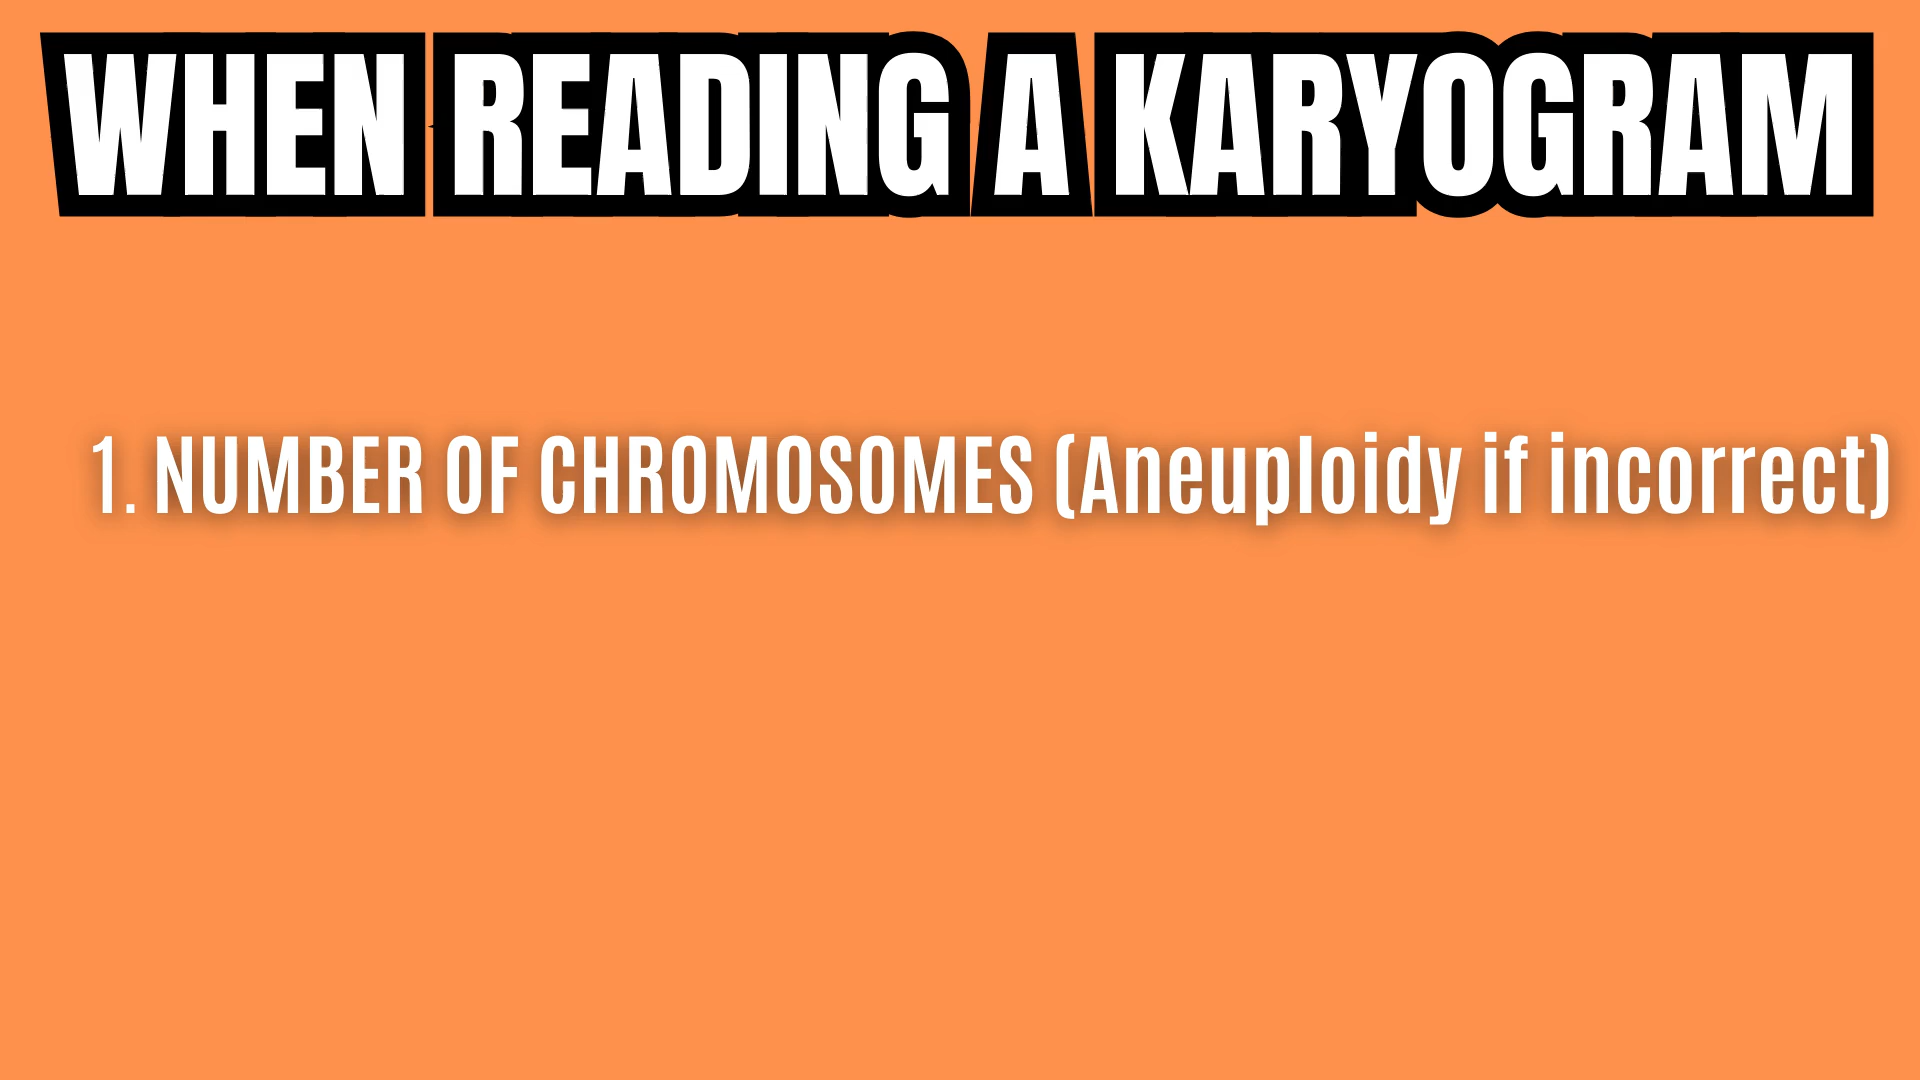 WHEN READING A KARYOGRAM
1. NUMBER OF CHROMOSOMES (Aneuploidy if incorrect)